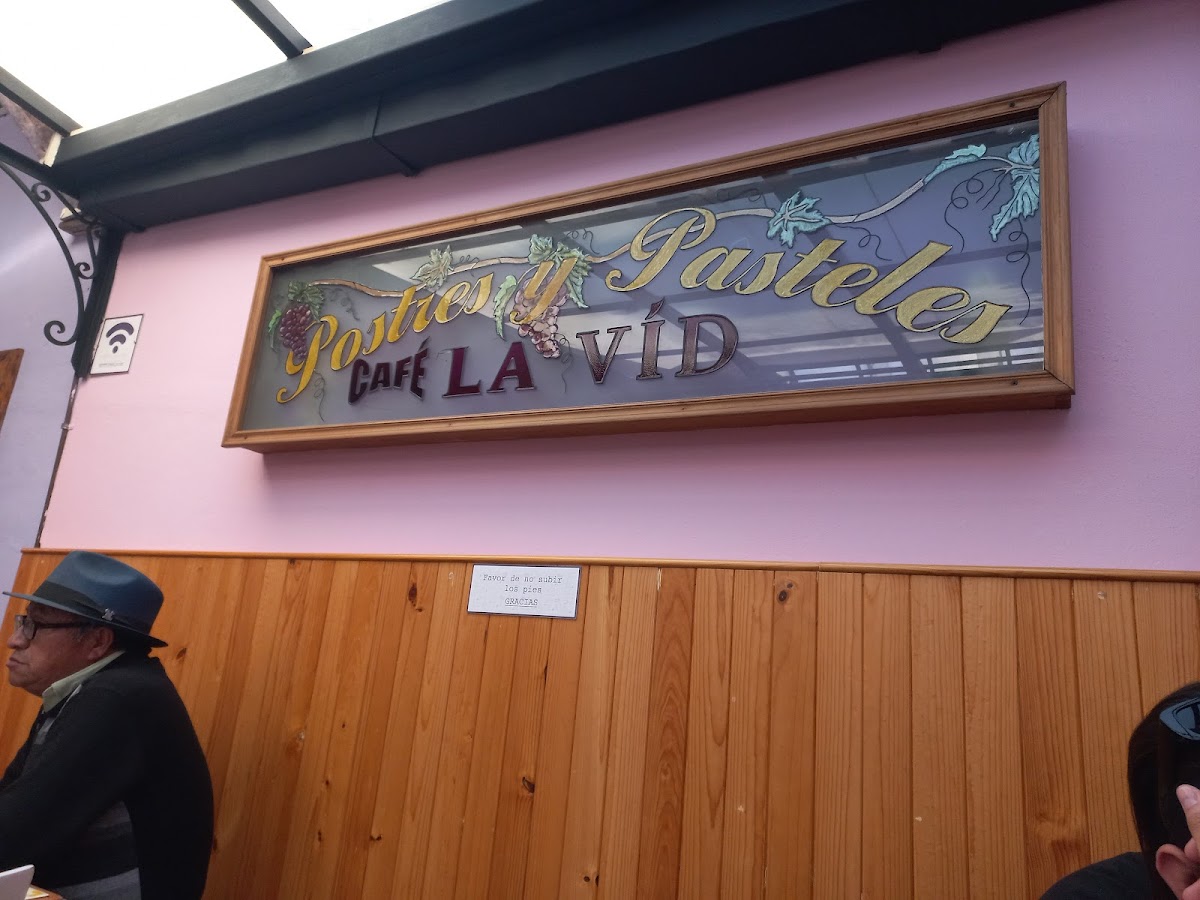 Postres y Pasteles
CAFÉ LA VÍD
Favor de no subir
los pies
GRACIAS